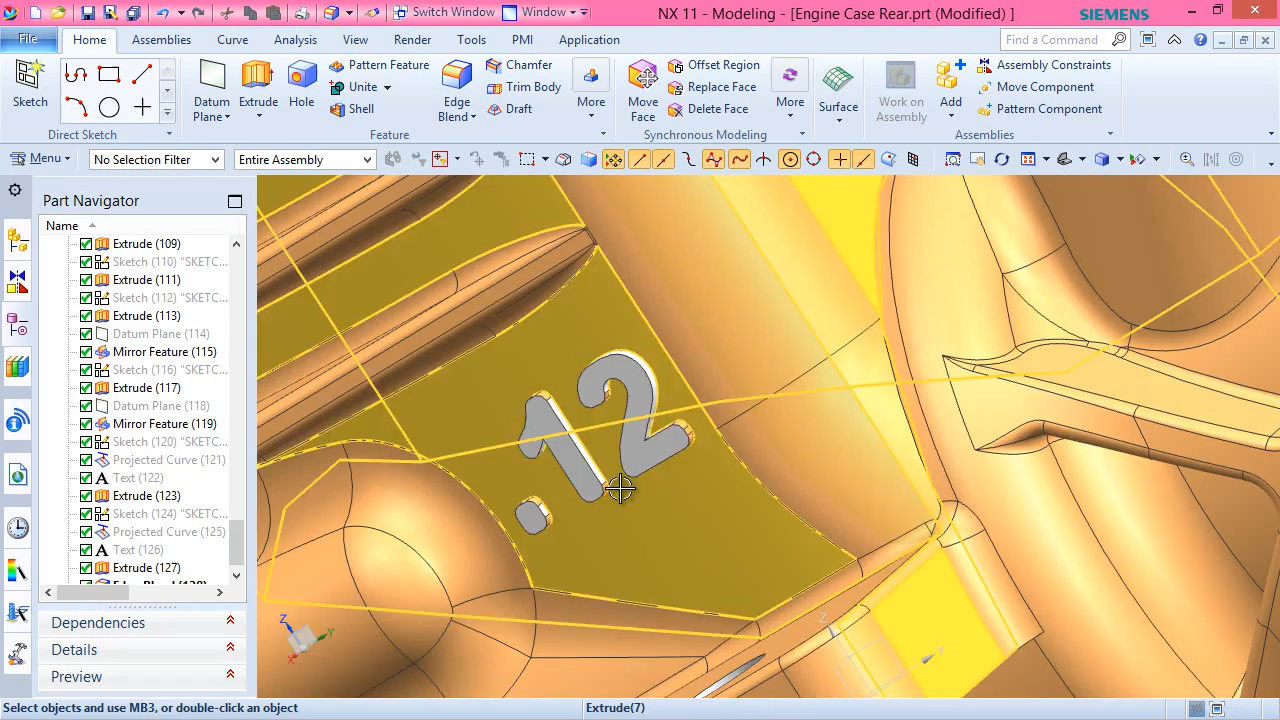 Switch Window
Window
NX 11 - Modeling - [Engine Case Rear.prt (Modified) ]
SIEMENS
File
Home
Assemblies
Curve
Analysis
View
Render
Tools
PMI
Application
Find a Command
Sketch
Direct Sketch
Datum
Plane
Extrude
Hole
Pattern Feature
Unite
Shell
Edge
Blend
Chamfer
Trim Body
Draft
More
Feature
Move
Face
Offset Region
Replace Face
Delete Face
More
Synchronous Modeling
Surface
Work on
Assembly
Add
Assembly Constraints
Move Component
Pattern Component
Assemblies
Menu
No Selection Filter
Entire Assembly
Part Navigator
Name
Extrude (109)
Sketch (110) "SKETC...
Extrude (111)
Sketch (112) "SKETC...
Extrude (113)
Datum Plane (114)
Mirror Feature (115)
Sketch (116) "SKETC...
Extrude (117)
Datum Plane (118)
Mirror Feature (119)
Sketch (120) "SKETC...
Projected Curve (121)
Text (122)
Extrude (123)
Sketch (124) "SKETC...
Projected Curve (125)
Text (126)
Extrude (127)
Dependencies
Details
Preview
.12
Z
Y
X
Z
Y
Select objects and use MB3, or double-click an object
Extrude(7)